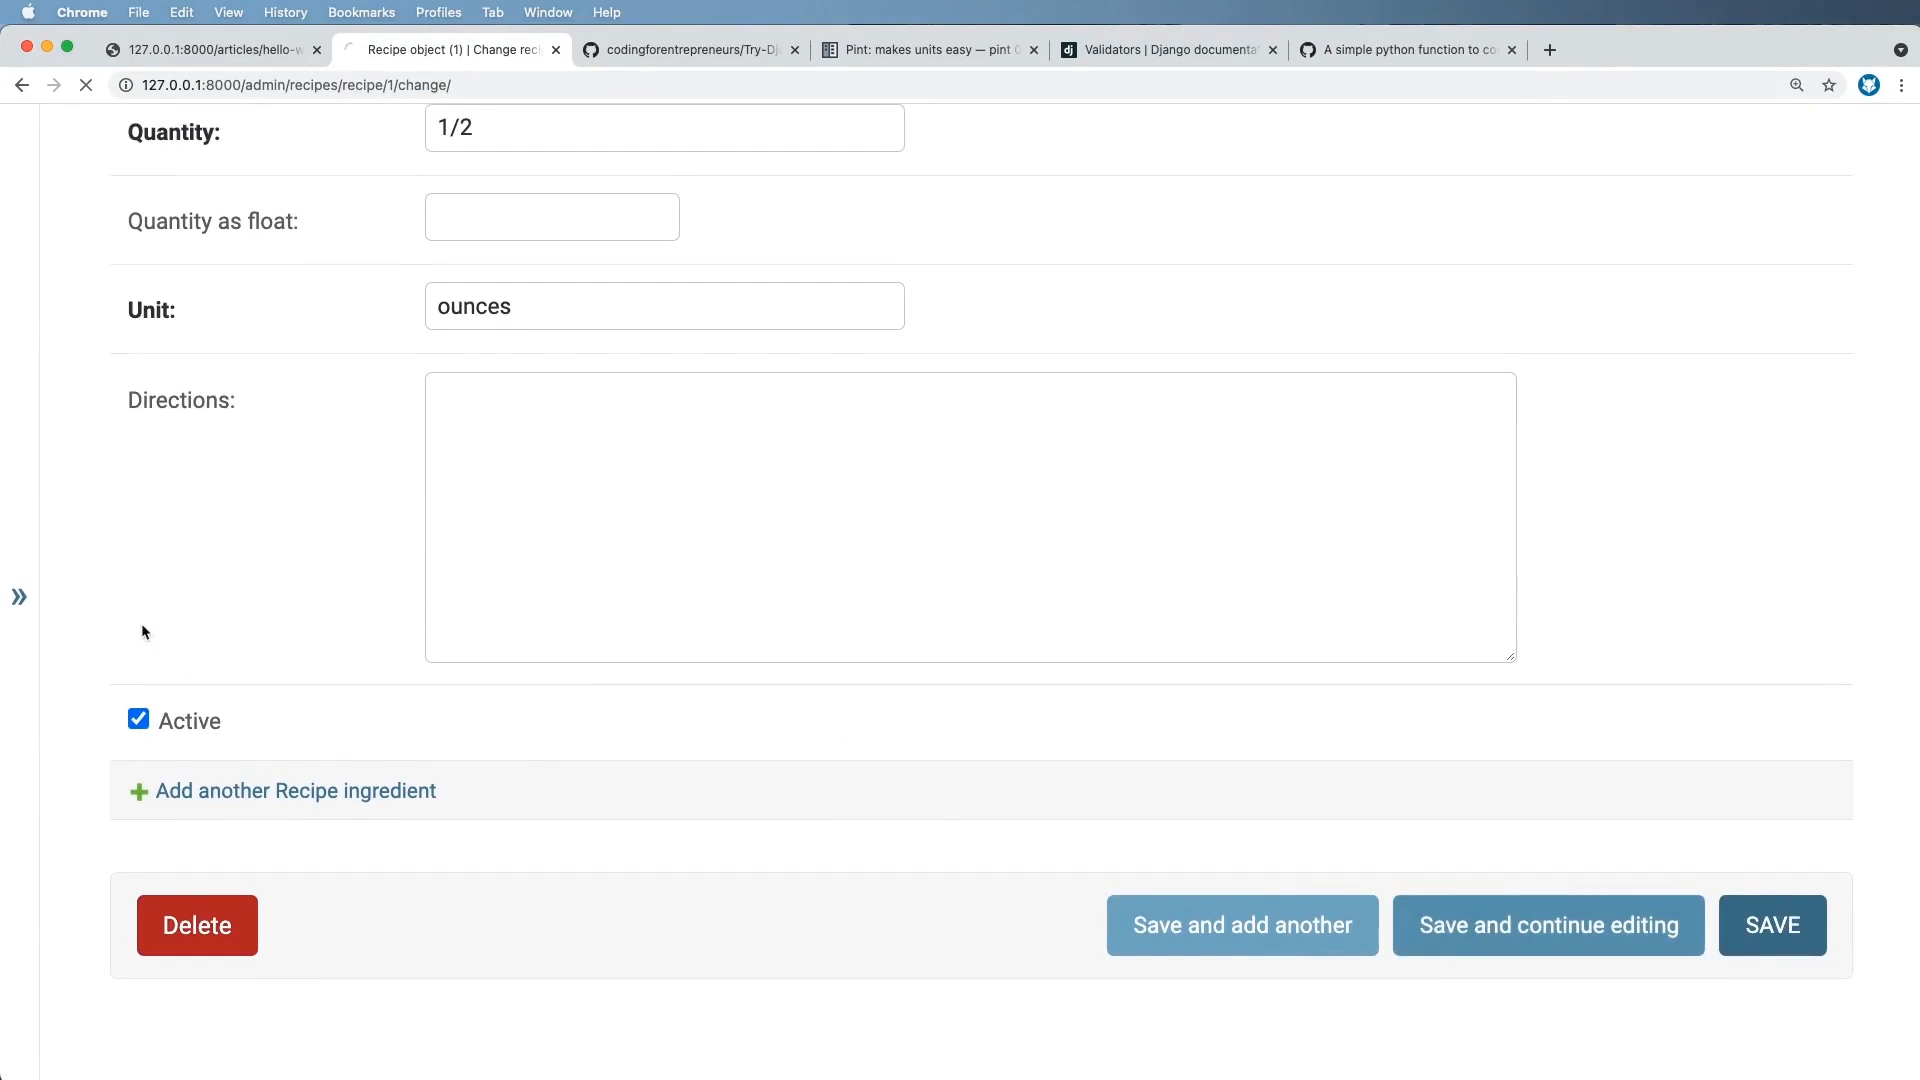 Chrome File Edit View History Bookmarks Profiles Tab Window Help
127.0.0.1:8000/articles/hello-w
Recipe object (1) | Change reci
codingforentrepreneurs/Try-Dj
Pint: makes units easy — pint 0
Validators | Django documenta
A simple python function to co
127.0.0.1:8000/admin/recipes/recipe/1/change/
Quantity: 1/2
Quantity as float:
Unit: ounces
Directions:
»
Active
Add another Recipe ingredient
Delete Save and add another Save and continue editing SAVE